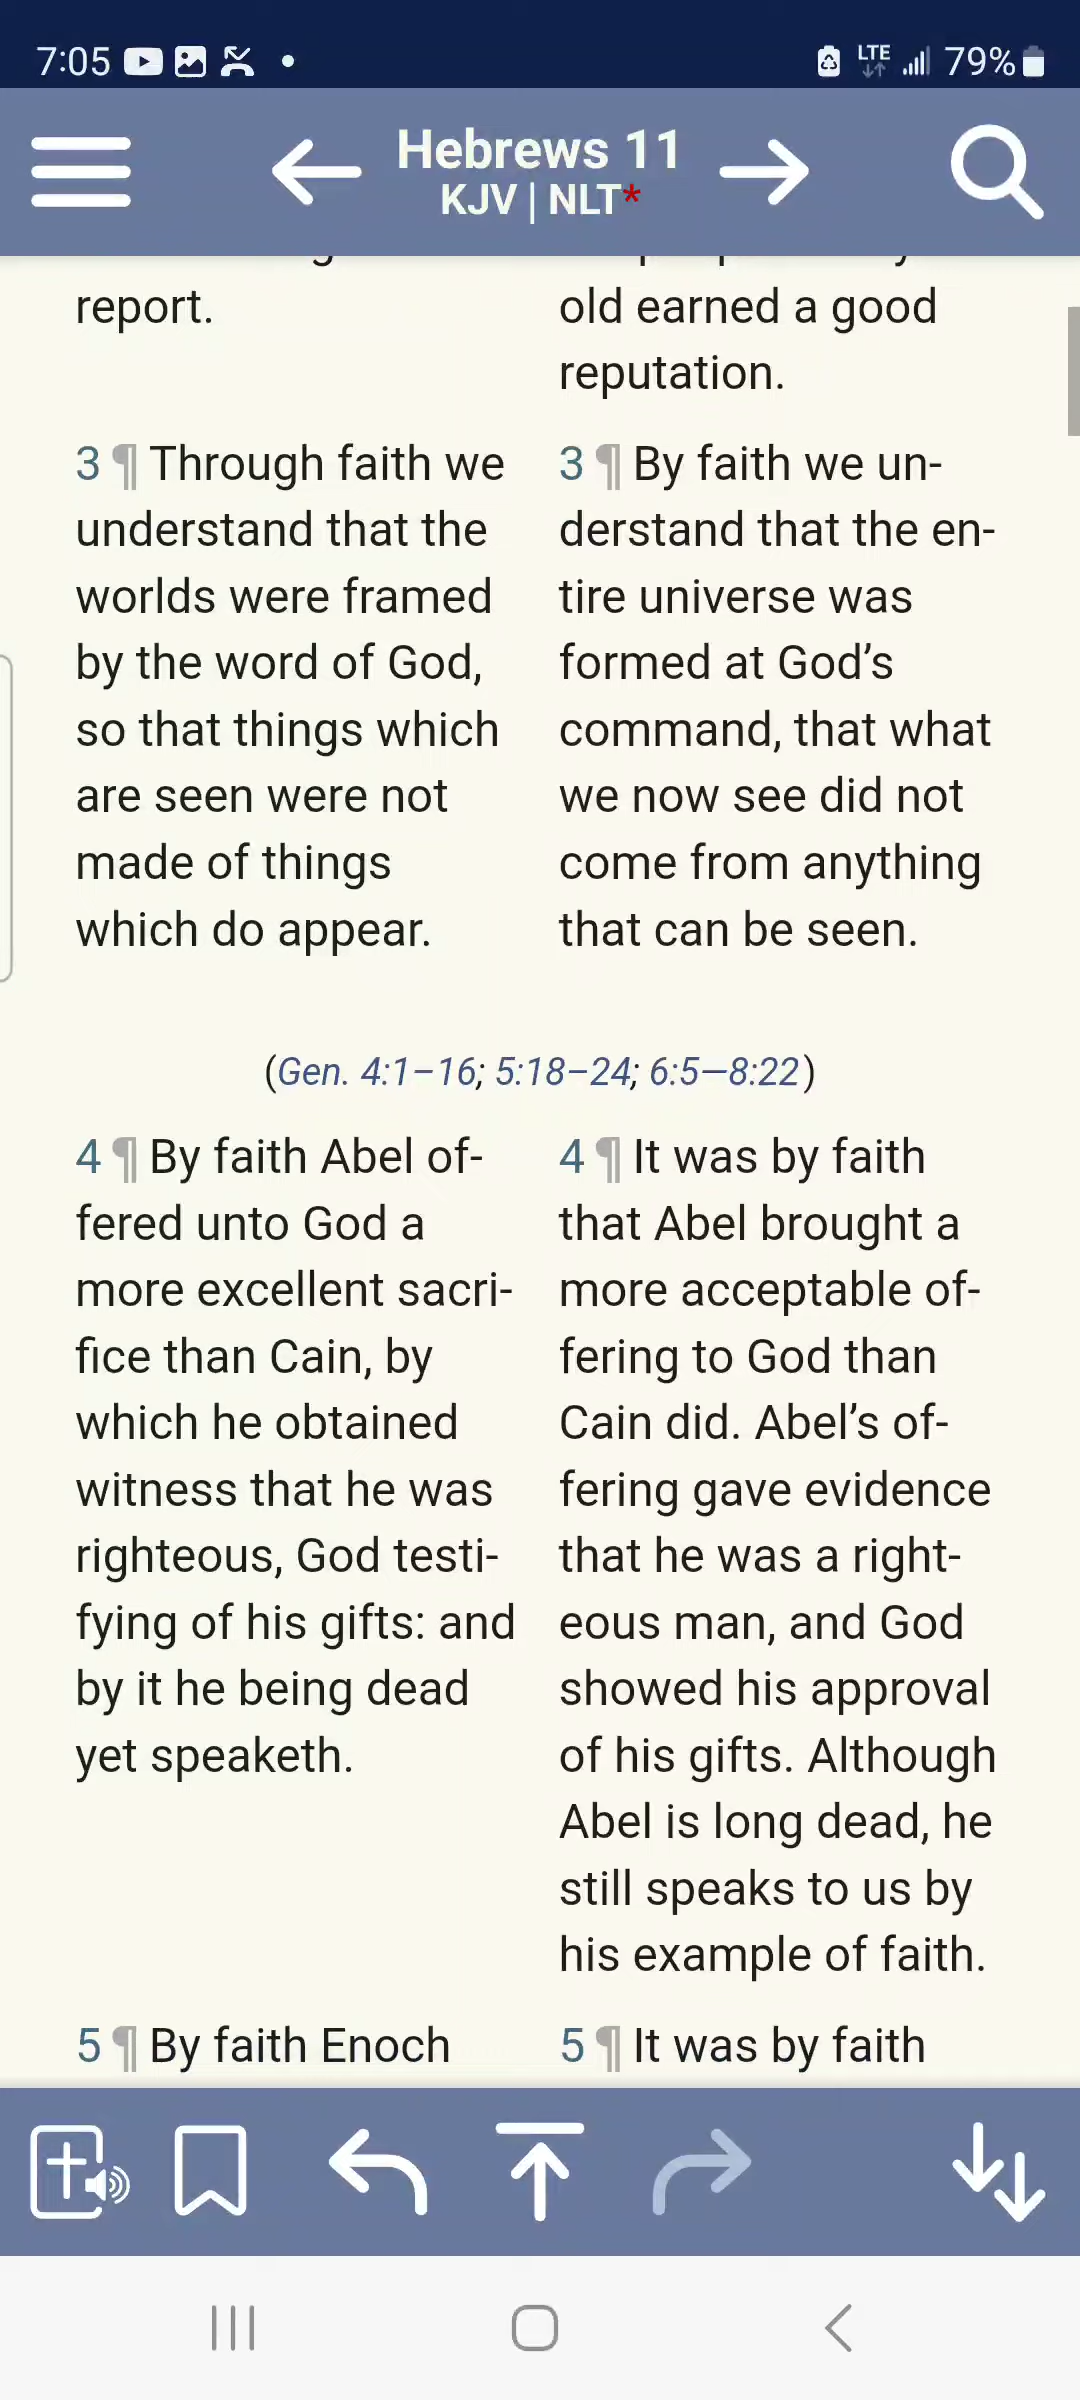 7:05
LTE
79%
Hebrews 11
KJV | NLT*
report.
old earned a good
reputation.
3 ¶ Through faith we
understand that the
worlds were framed
by the word of God,
so that things which
are seen were not
made of things
which do appear.
3 ¶ By faith we un-
derstand that the en-
tire universe was
formed at God’s
command, that what
we now see did not
come from anything
that can be seen.
(Gen. 4:1–16; 5:18–24; 6:5—8:22)
4 ¶ By faith Abel of-
fered unto God a
more excellent sacri-
fice than Cain, by
which he obtained
witness that he was
righteous, God testi-
fying of his gifts: and
by it he being dead
yet speaketh.
4 ¶ It was by faith
that Abel brought a
more acceptable of-
fering to God than
Cain did. Abel’s of-
fering gave evidence
that he was a right-
eous man, and God
showed his approval
of his gifts. Although
Abel is long dead, he
still speaks to us by
his example of faith.
5 ¶ By faith Enoch
5 ¶ It was by faith